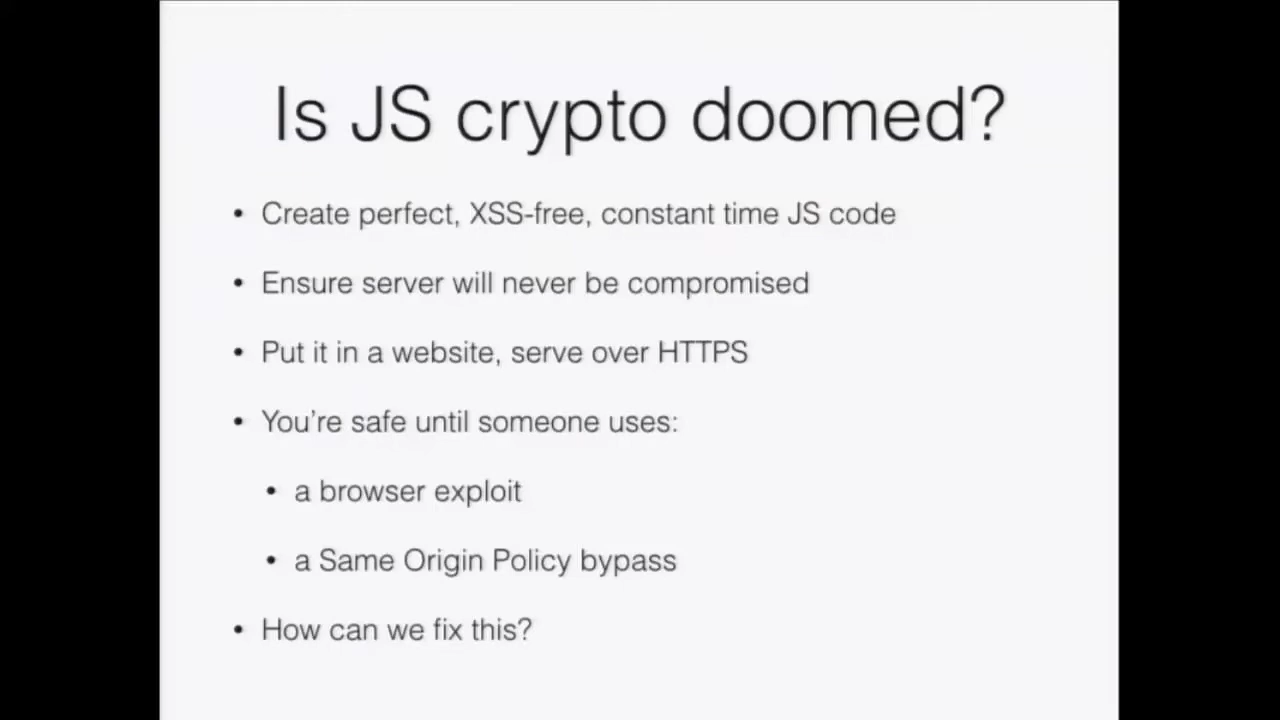 Is JS crypto doomed?
• Create perfect, XSS-free, constant time JS code
• Ensure server will never be compromised
• Put it in a website, serve over HTTPS
• You're safe until someone uses:
• a browser exploit
• a Same Origin Policy bypass
• How can we fix this?